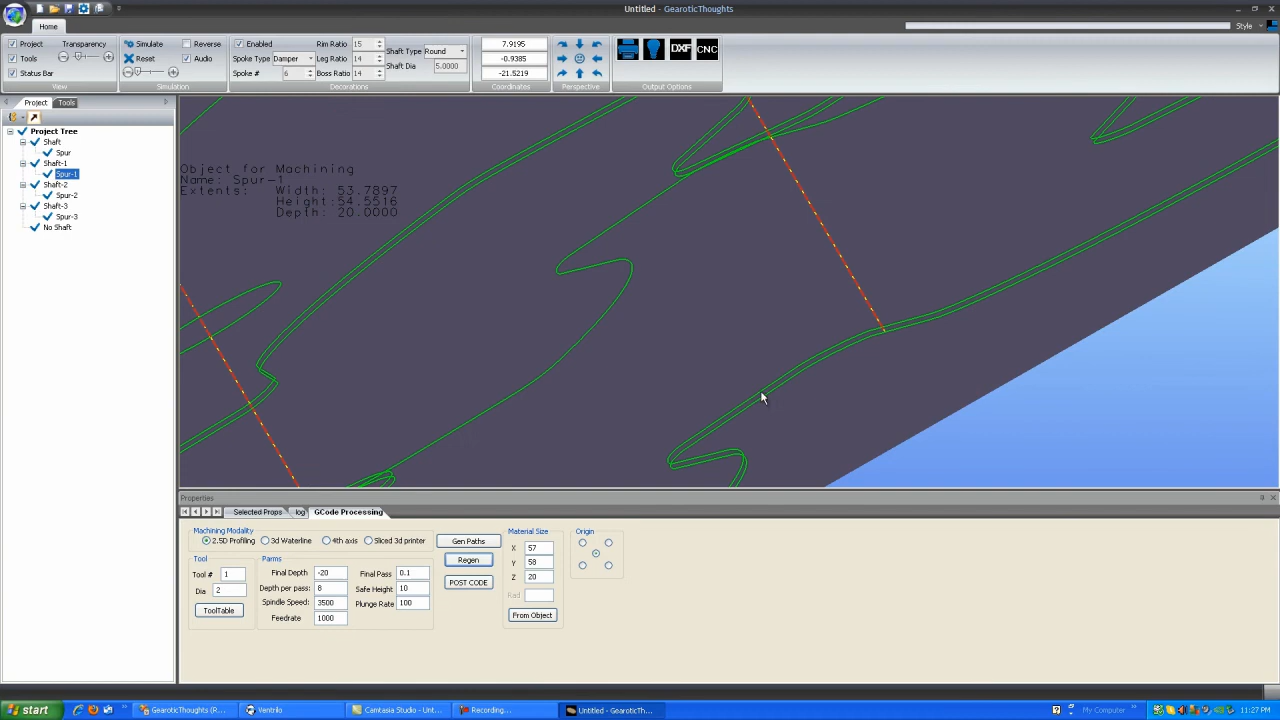 Untitled - GearoticThoughts
Home
Style
Project Transparency
Tools
Status Bar
View
Simulate Reverse
Reset Audio
Simulation
Enabled Rim Ratio 15
Spoke Type Damper Leg Ratio 14
Spoke # 6 Boss Ratio 14
Shaft Type Round
Shaft Dia 5.0000
Decorations
7.9195
-0.9385
-21.5219
Coordinates
Perspective
DXF CNC
Output Options
Project Tools
Project Tree
Shaft
Spur
Shaft-1
Spur-1
Shaft-2
Spur-2
Shaft-3
Spur-3
No Shaft
Object for Machining
Name: Spur-1
Extents: Width: 53.7897
Height:54.5516
Depth: 20.0000
Properties
Selected Props log GCode Processing
Machining Modality
2.5D Profiling 3d Waterline 4th axis Sliced 3d printer
Tool
Tool # 1
Dia 2
ToolTable
Parms
Final Depth -20 Final Pass 0.1
Depth per pass: 8 Safe Height 10
Spindle Speed: 3500 Plunge Rate 100
Feedrate 1000
Gen Paths
Regen
POST CODE
Material Size
X 57
Y 58
Z 20
Rad
From Object
Origin
start
GearoticThoughts (R...
Ventrilo
Camtasia Studio - Unt...
Recording...
Untitled - GearoticTh...
My Computer
11:27 PM